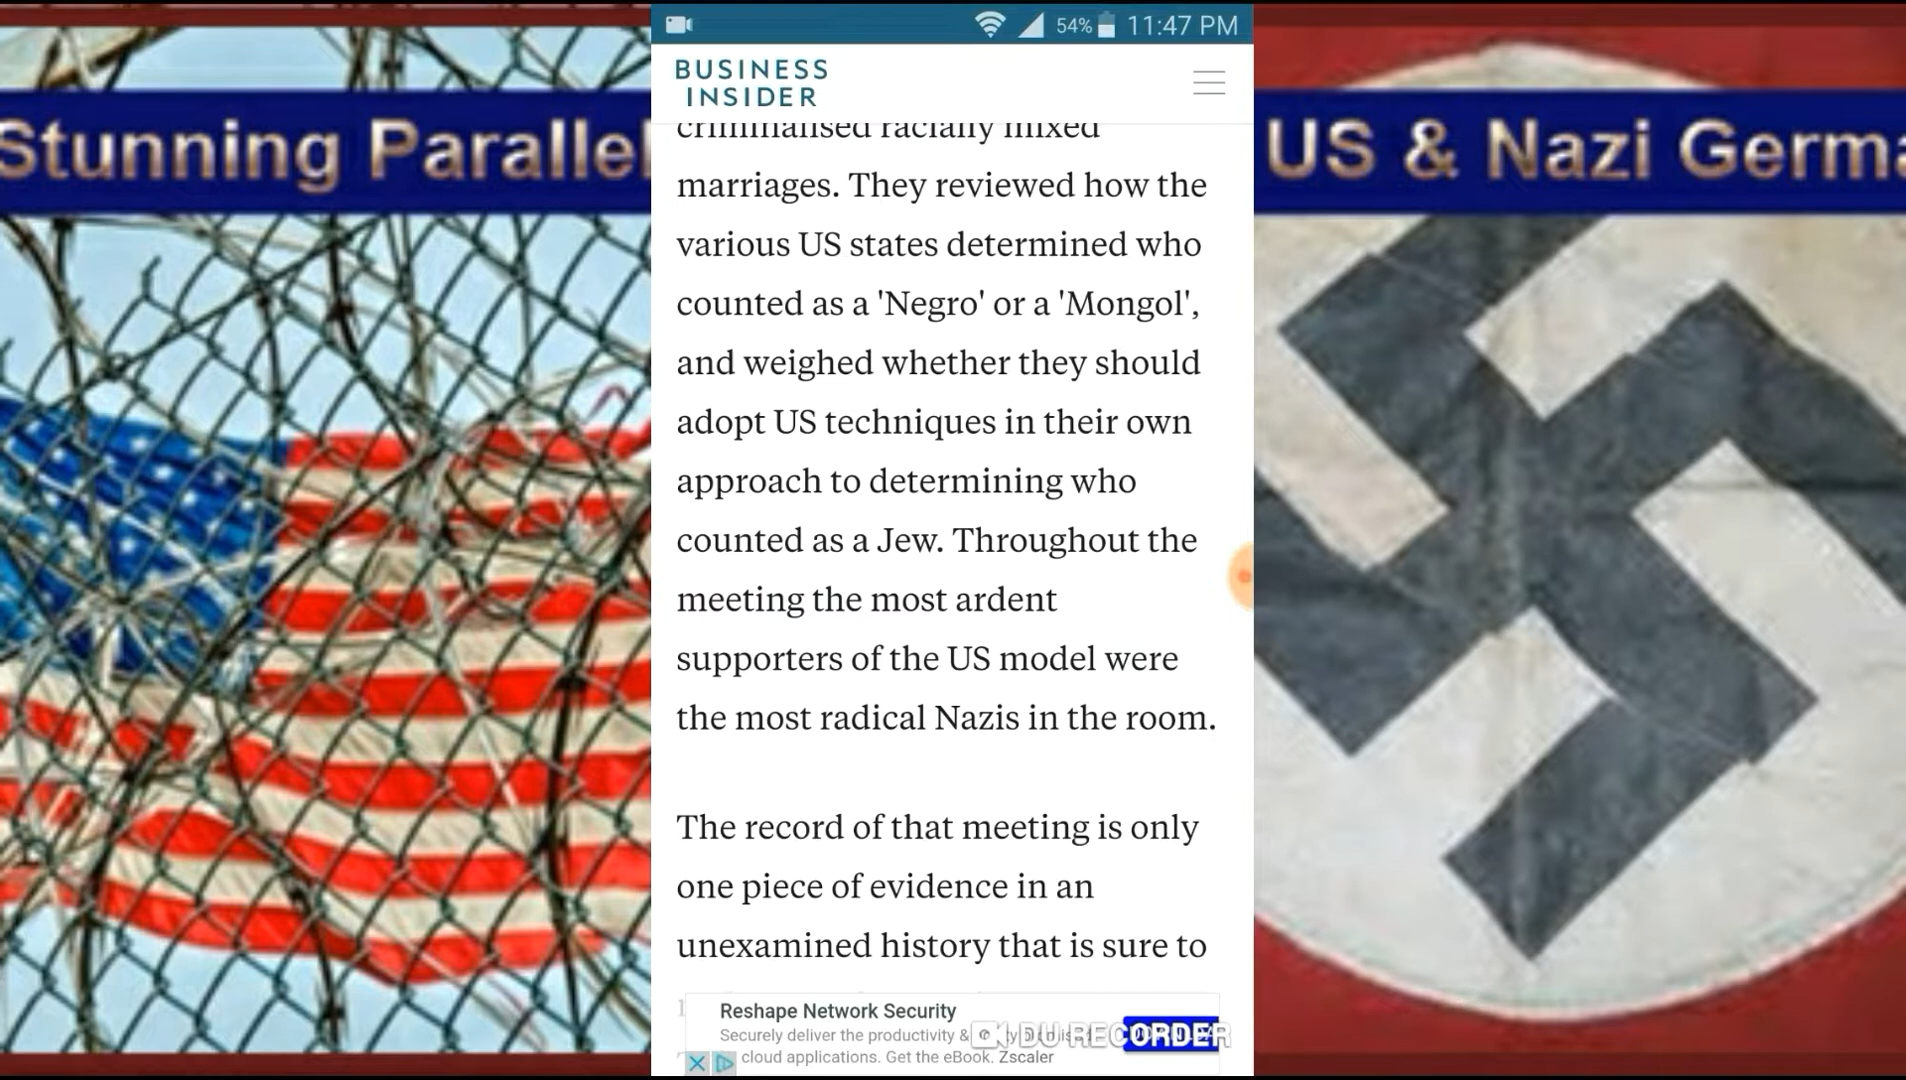 54% 11:47 PM
BUSINESS
INSIDER
Stunning Parallel
US & Nazi Germa
criminalised racially mixed
marriages. They reviewed how the
various US states determined who
counted as a 'Negro' or a 'Mongol',
and weighed whether they should
adopt US techniques in their own
approach to determining who
counted as a Jew. Throughout the
meeting the most ardent
supporters of the US model were
the most radical Nazis in the room.
The record of that meeting is only
one piece of evidence in an
unexamined history that is sure to
Reshape Network Security
Securely deliver the productivity &
cloud applications. Get the eBook. Zscaler
DU RECORDER